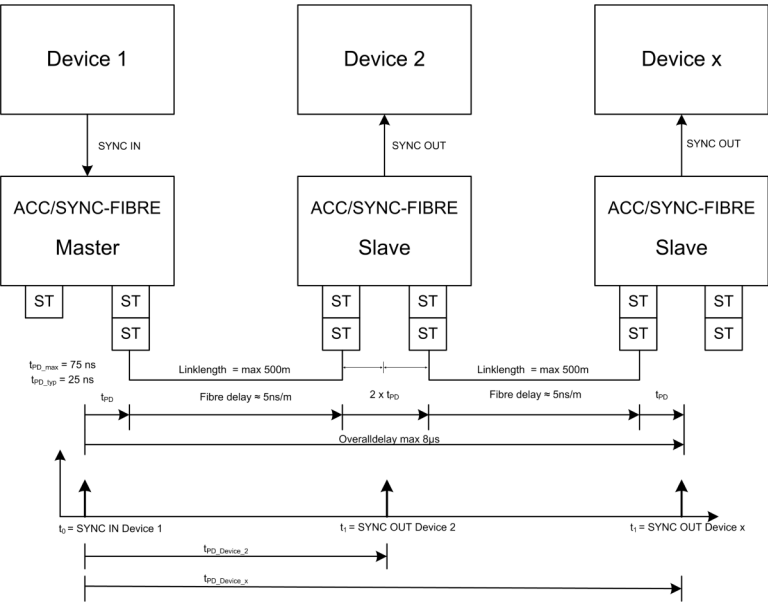 Device 1
Device 2
Device x
SYNC IN
SYNC OUT
SYNC OUT
ACC/SYNC-FIBRE
Master
ACC/SYNC-FIBRE
Slave
ACC/SYNC-FIBRE
Slave
ST
ST
ST
ST
ST
ST
ST
ST
ST
ST
ST
tPD_max = 75 ns
tPD_typ = 25 ns
Linklength = max 500m
Linklength = max 500m
tPD
Fibre delay ≈ 5ns/m
2 x tPD
Fibre delay ≈ 5ns/m
tPD
Overalldelay max 8µs
t0 = SYNC IN Device 1
t1 = SYNC OUT Device 2
t1 = SYNC OUT Device x
tPD_Device_2
tPD_Device_x